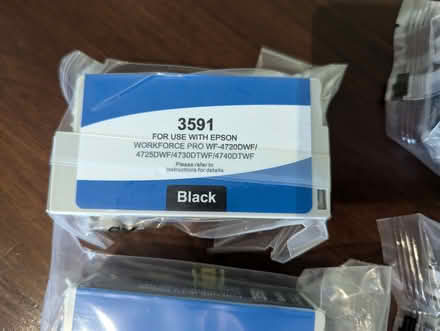 3591
FOR USE WITH EPSON
WORKFORCE PRO WF-4720DWF/
4725DWF/4730DTWF/4740DTWF
Please refer to
instructions for details.
Black